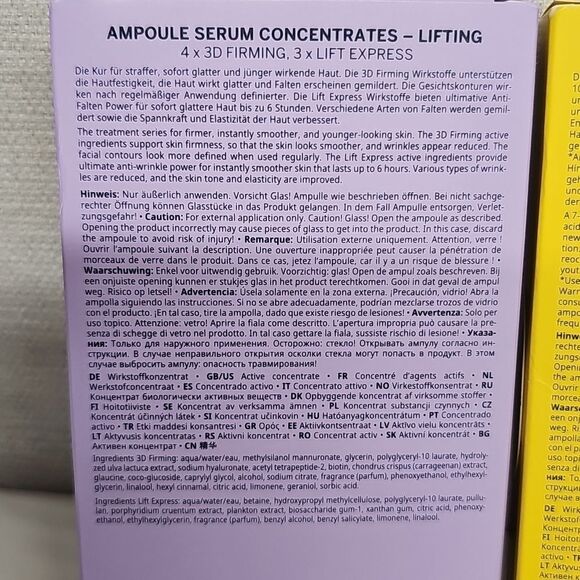 AMPOULE SERUM CONCENTRATES – LIFTING
4 x 3D FIRMING, 3 x LIFT EXPRESS
Die Kur für straffer, sofort glatter und jünger wirkende Haut. Die 3D Firming Wirkstoffe unterstützen
die Hautfestigkeit, die Haut wirkt glatter und Falten erscheinen gemildert. Die Gesichtskonturen wir-
ken nach regelmäßiger Anwendung definierter. Die Lift Express Wirkstoffe bieten ultimative Anti-
Falten Power für sofort glattere Haut bis zu 6 Stunden. Verschiedene Arten von Falten werden gemil-
dert sowie die Spannkraft und Elastizität der Haut verbessert.
The treatment series for firmer, instantly smoother, and younger-looking skin. The 3D Firming active
ingredients support skin firmness, so that the skin looks smoother, and wrinkles appear reduced. The
facial contours look more defined when used regularly. The Lift Express active ingredients provide
ultimate anti-wrinkle power for instantly smoother skin that lasts up to 6 hours. Various types of wrink-
les are reduced, and the skin tone and elasticity are improved.
Hinweis: Nur äußerlich anwenden. Vorsicht Glas! Ampulle wie beschrieben öffnen. Bei nicht sachge-
rechter Öffnung können Glasstücke in das Produkt gelangen. In dem Fall Ampulle entsorgen, Verlet-
zungsgefahr! • Caution: For external application only. Caution! Glass! Open the ampoule as described.
Opening the product incorrectly may cause pieces of glass to get into the product. In this case, discard
the ampoule to avoid risk of injury! • Remarque: Utilisation externe uniquement. Attention, verre !
Ouvrir l'ampoule suivant la description. Une ouverture inappropriée peut causer la pénétration de
morceaux de verre dans le produit. Dans ce cas, jetez l'ampoule, car il y a un risque de blessure ! •
Waarschuwing: Enkel voor uitwendig gebruik. Voorzichtig: glas! Open de ampul zoals beschreven. Bij
een onjuiste opening kunnen er stukjes glas in het product terechtkomen. Gooi in dat geval de ampul
weg. Risico op letsel! • Advertencia: Úsela solamente en la zona externa. ¡Precaución, vidrio! Abra la
ampolla siguiendo las instrucciones. Si no se abre adecuadamente, podrían mezclarse trozos de vidrio
con el producto. ¡En tal caso, tire la ampolla, dado que existe riesgo de lesiones! • Avvertenza: Solo per
uso topico. Attenzione: vetro! Aprire la fiala come descritto. L'apertura impropria può causare la pre-
senza di schegge di vetro nel prodotto. In tal caso gettare la fiala, sussiste rischio di lesione! • Указа-
ния: Только для наружного применения. Осторожно: стекло! Открывать ампулу согласно ин-
струкции. В случае неправильного открытия осколки стекла могут попасть в продукт. В этом
случае выбросить ампулу: опасность травмирования.
DE Wirkstoffkonzentrat • GB/US Active concentrate • FR Concentré d'agents actifs • NL
Werkstofconcentraat • ES Concentrado activo • IT Concentrato attivo • NO Virkestoffkonsentrat • RU
Концентрат биологически активных веществ • DK Opbyggende koncentrat af virksomme stoffer •
FI Hoitotiiviste • SE Koncentrat av verksamma ämnen • PL Koncentrat substancji czynnych • CZ
Koncentrát účinných látek • SI Koncentrat učinkovin • HU Hatóanyagkoncentrátum • PT Concentrado
activo • TR Etki maddesi konsantresi • GR Ορός • EE Aktiivkontsentraat • LV Aktīvo vielu koncentrāts •
LT Aktyvusis koncentratas • RS Aktivni koncentrat • RO Concentrat activ • SK Aktívní koncentrát • BG
Активен концентрат • CN 精华
Ingredients 3D Firming: aqua/water/eau, methylsilanol mannuronate, glycerin, polyglyceryl-10 laurate, hydroly-
zed ulva lactuca extract, sodium hyaluronate, acetyl tetrapeptide-2, biotin, chondrus crispus (carrageenan) extract,
glaucine, coco-glucoside, caprylyl glycol, alcohol, sodium citrate, fragrance (parfum), phenoxyethanol, ethylhexyl-
glycerin, linalool, hexyl cinnamal, citric acid, limonene, geraniol, sorbic acid.
Ingredients Lift Express: aqua/water/eau, betaine, hydroxypropyl methylcellulose, polyglyceryl-10 laurate, pullu-
lan, porphyridium cruentum extract, plankton extract, biosaccharide gum-1, xanthan gum, citric acid, phenoxy-
ethanol, ethylhexylglycerin, fragrance (parfum), benzyl alcohol, benzyl salicylate, limonene, linalool.